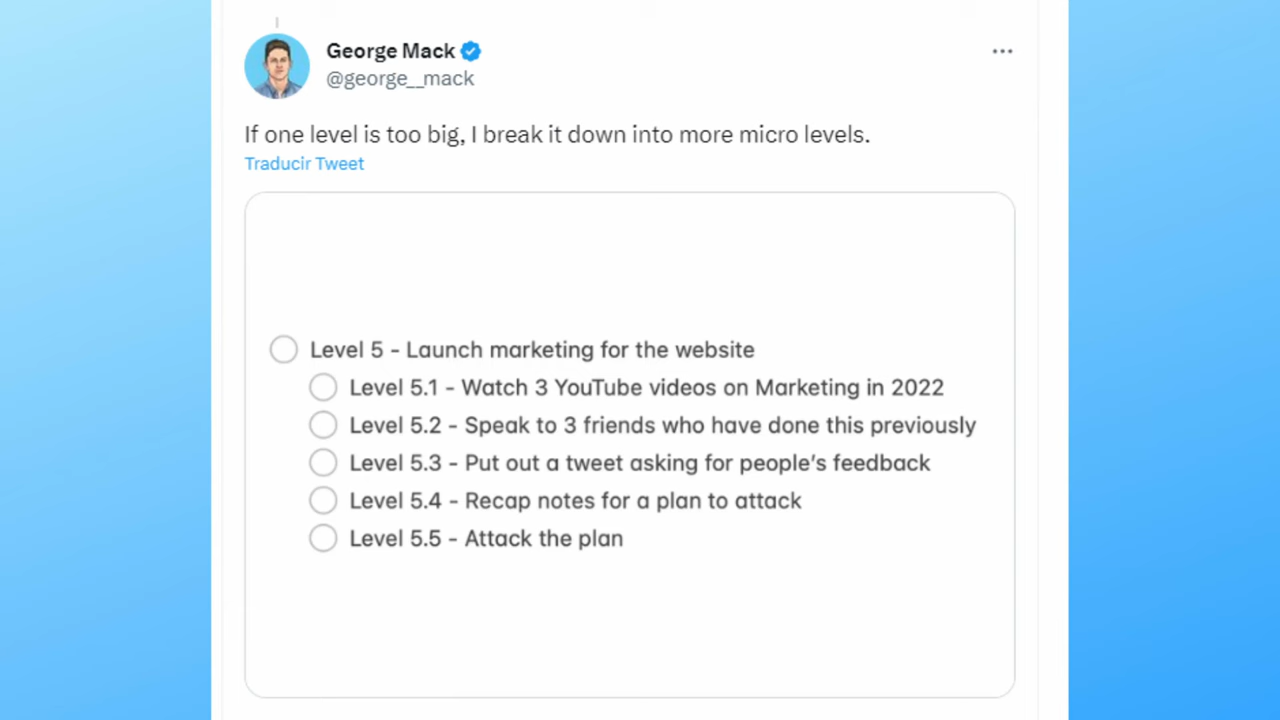 George Mack
@george__mack
If one level is too big, I break it down into more micro levels.
Traducir Tweet
Level 5 - Launch marketing for the website
Level 5.1 - Watch 3 YouTube videos on Marketing in 2022
Level 5.2 - Speak to 3 friends who have done this previously
Level 5.3 - Put out a tweet asking for people’s feedback
Level 5.4 - Recap notes for a plan to attack
Level 5.5 - Attack the plan